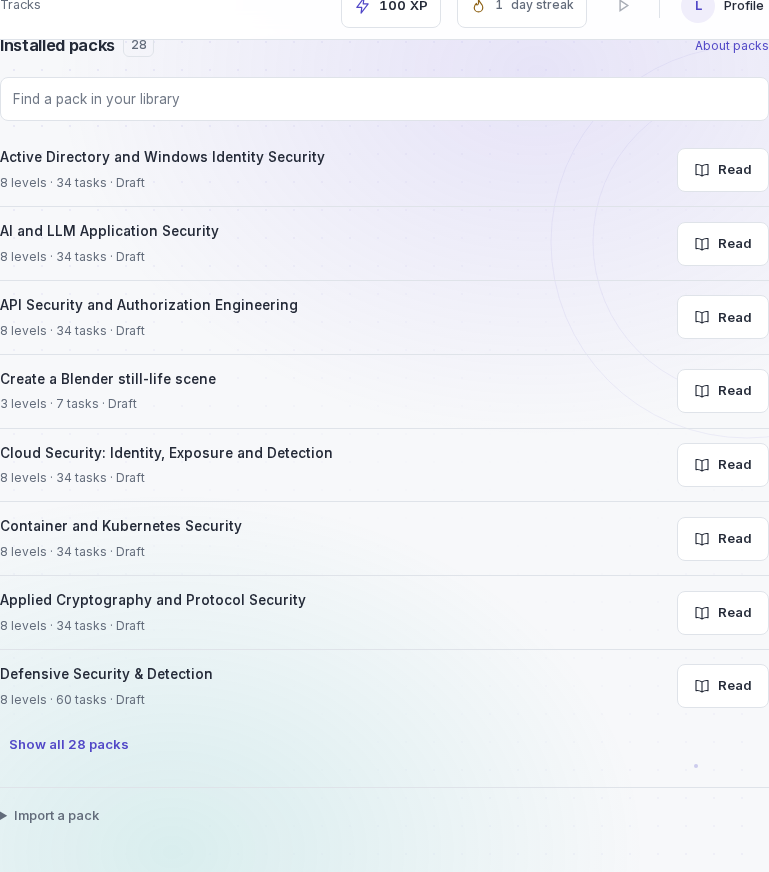 Tracks
100 XP
1 day streak
L
Profile
Installed packs 28
About packs
Find a pack in your library
Active Directory and Windows Identity Security
8 levels · 34 tasks · Draft
Read
AI and LLM Application Security
8 levels · 34 tasks · Draft
Read
API Security and Authorization Engineering
8 levels · 34 tasks · Draft
Read
Create a Blender still-life scene
3 levels · 7 tasks · Draft
Read
Cloud Security: Identity, Exposure and Detection
8 levels · 34 tasks · Draft
Read
Container and Kubernetes Security
8 levels · 34 tasks · Draft
Read
Applied Cryptography and Protocol Security
8 levels · 34 tasks · Draft
Read
Defensive Security & Detection
8 levels · 60 tasks · Draft
Read
Show all 28 packs
Import a pack